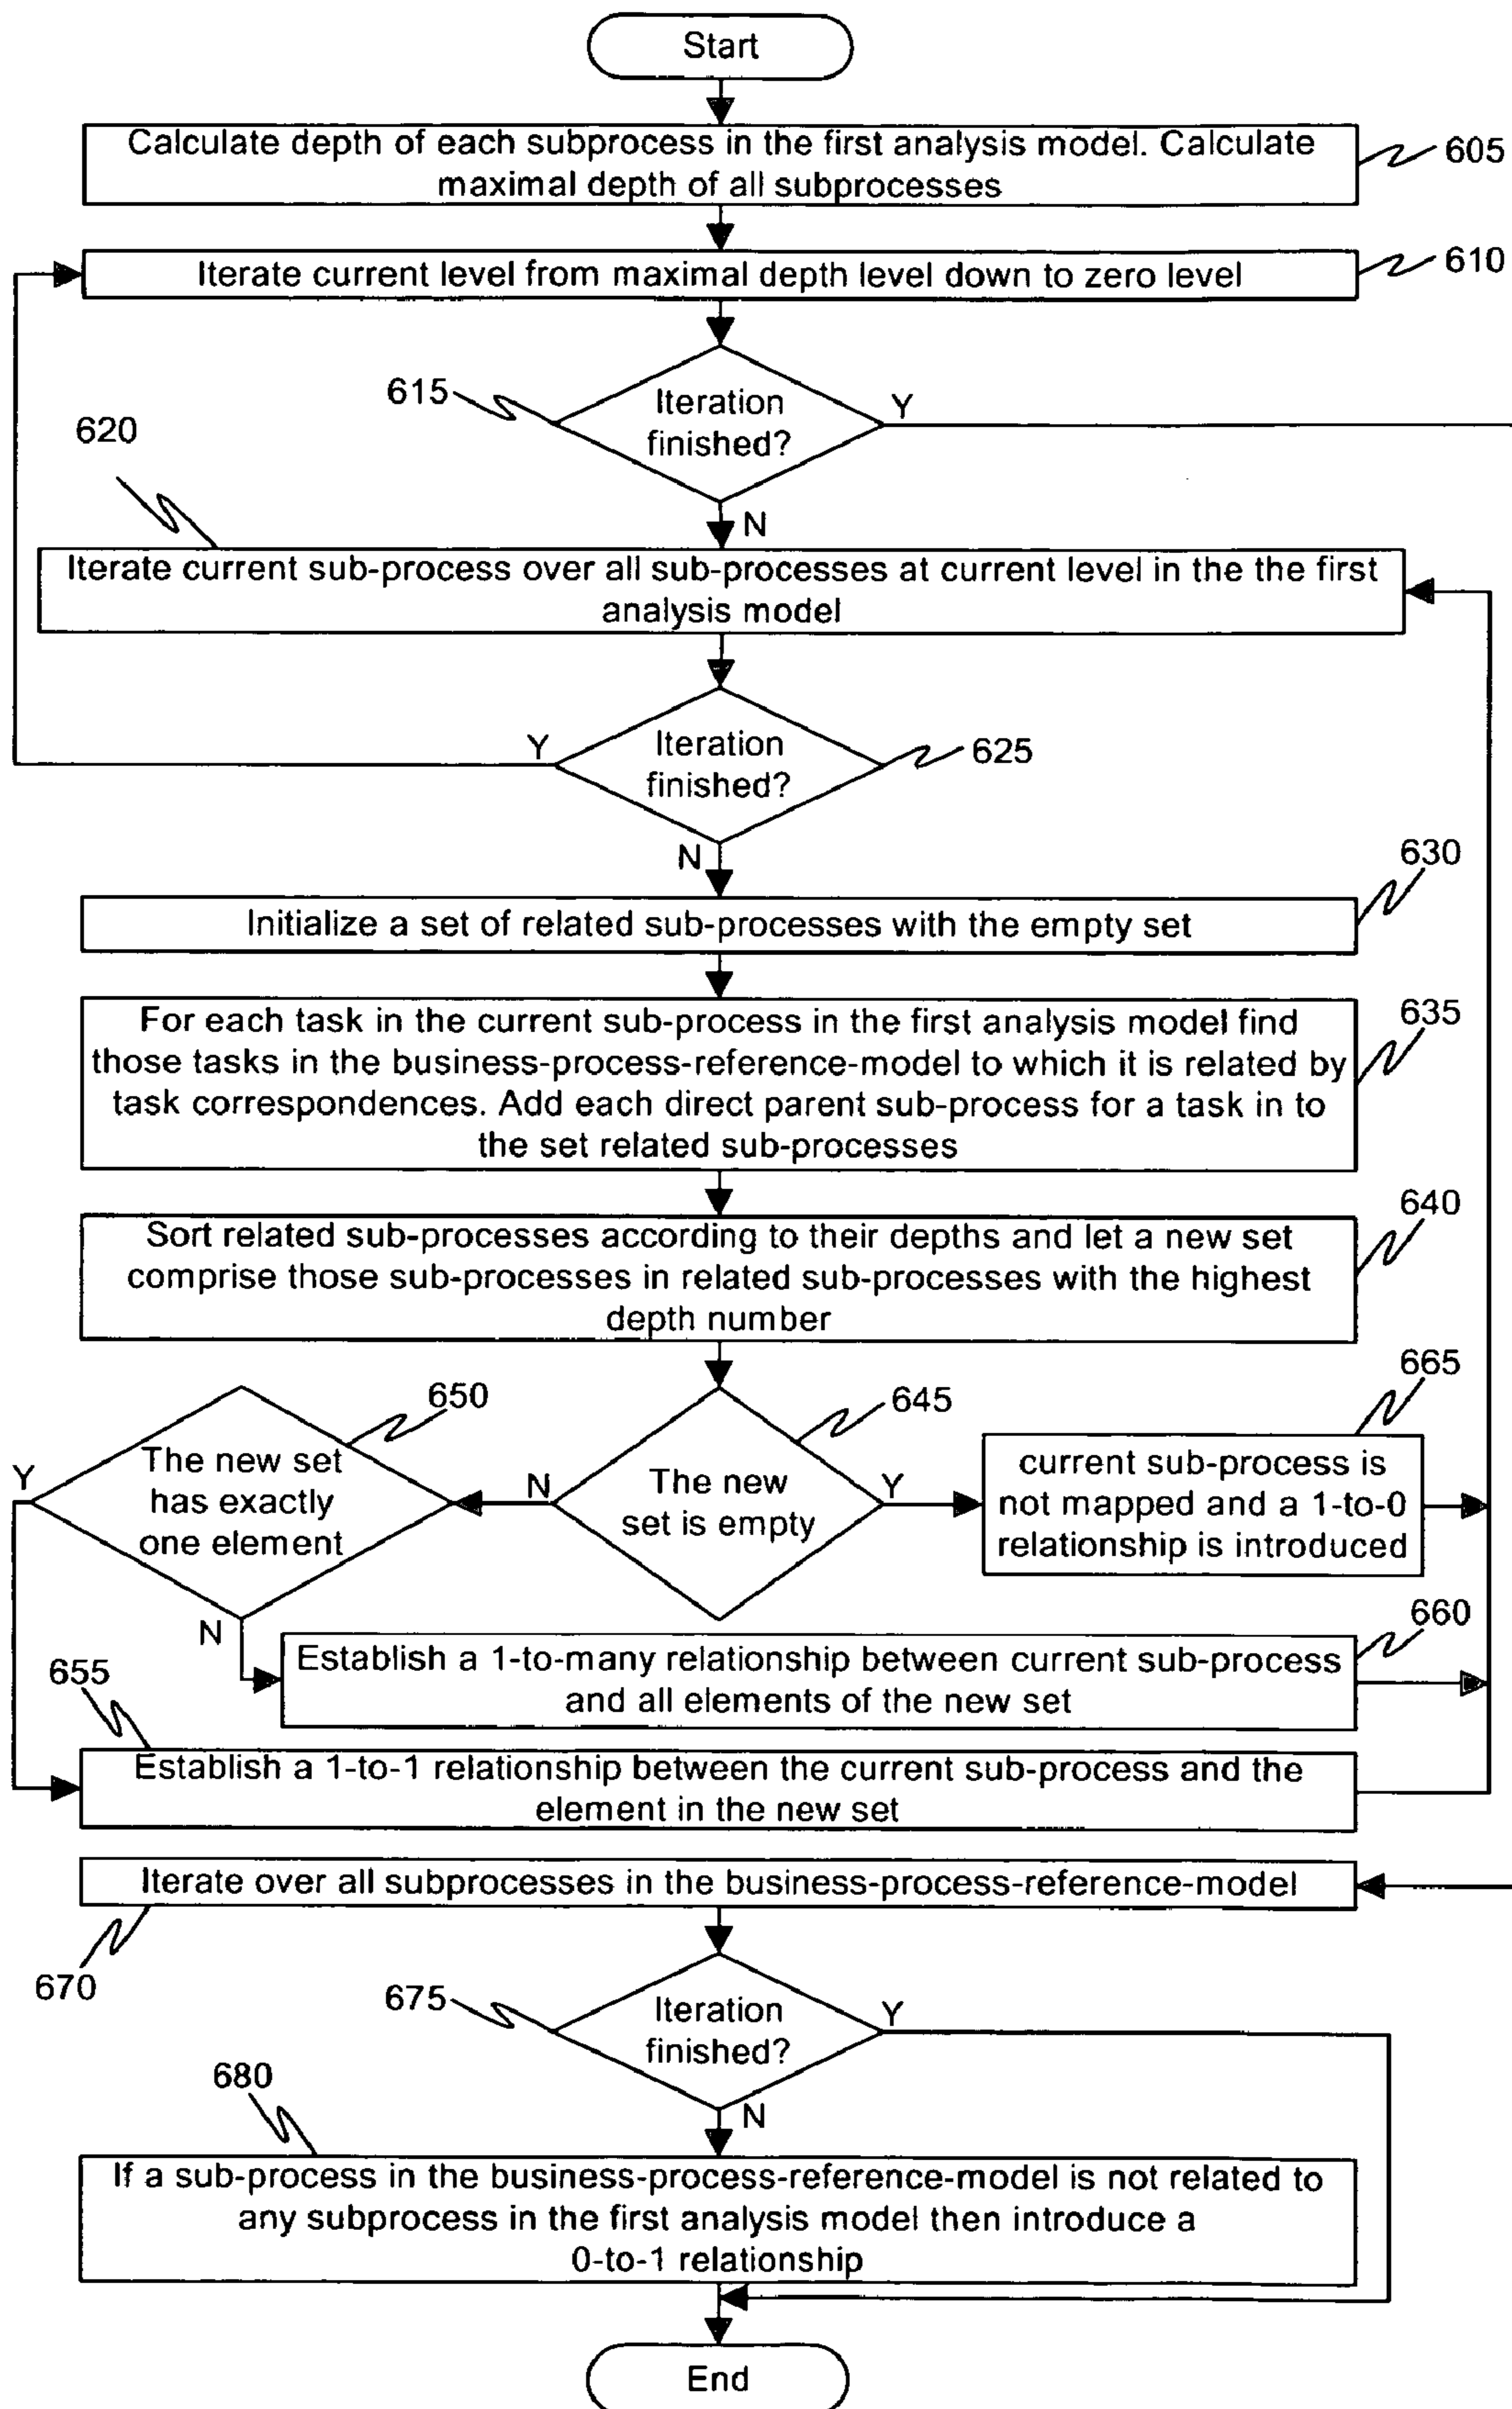 Start
Calculate depth of each subprocess in the first analysis model. Calculate
maximal depth of all subprocesses
605
Iterate current level from maximal depth level down to zero level
610
615
Iteration
finished?
Y
620
N
Iterate current sub-process over all sub-processes at current level in the the first
analysis model
Y
Iteration
finished?
625
N
630
Initialize a set of related sub-processes with the empty set
635
For each task in the current sub-process in the first analysis model find
those tasks in the business-process-reference-model to which it is related by
task correspondences. Add each direct parent sub-process for a task in to
the set related sub-processes
640
Sort related sub-processes according to their depths and let a new set
comprise those sub-processes in related sub-processes with the highest
depth number
650
645
665
Y
The new set
has exactly
one element
N
The new
set is empty
Y
current sub-process is
not mapped and a 1-to-0
relationship is introduced
N
660
Establish a 1-to-many relationship between current sub-process
and all elements of the new set
655
Establish a 1-to-1 relationship between the current sub-process and the
element in the new set
Iterate over all subprocesses in the business-process-reference-model
670
675
Iteration
finished?
Y
680
N
If a sub-process in the business-process-reference-model is not related to
any subprocess in the first analysis model then introduce a
0-to-1 relationship
End